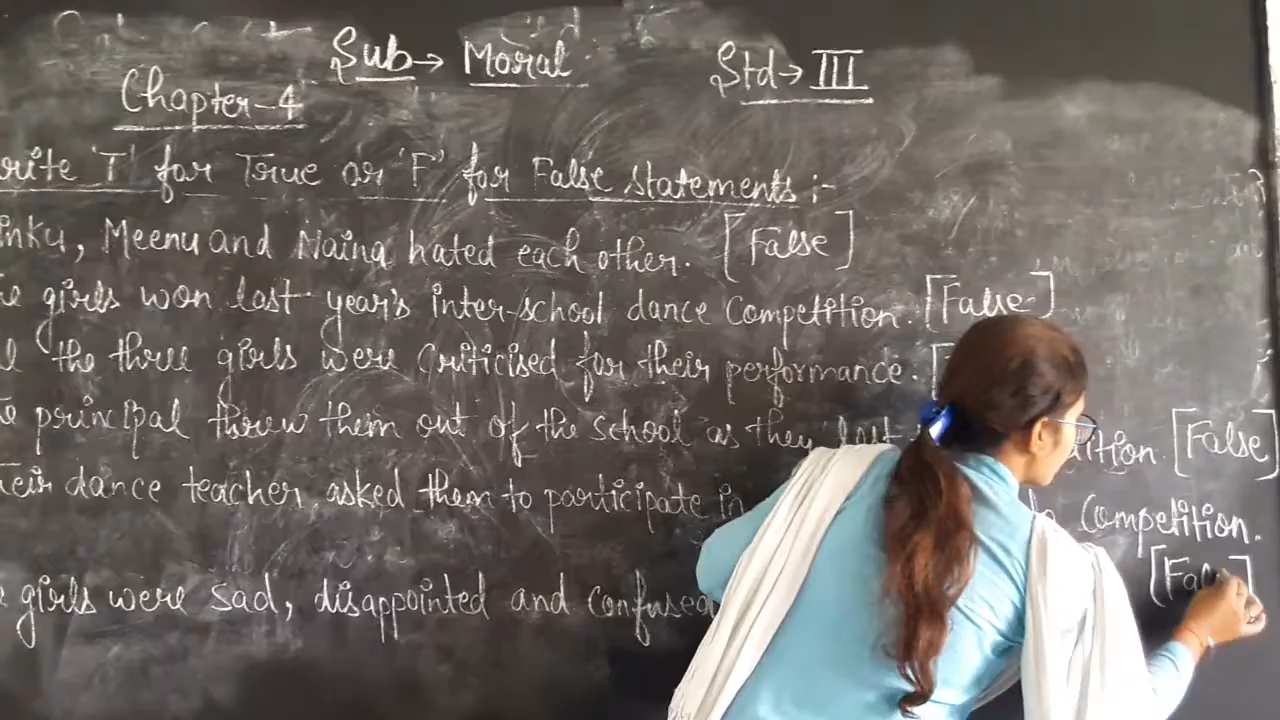 Sub → Moral Std → III
Chapter-4
rite 'T' for True or 'F' for False statements :-
inku, Meenu and Naina hated each other. [False]
e girls won last year's inter-school dance Competition. [False]
l the three girls were Criticised for their performance. [
e principal threw them out of the school as they lost tition. [False]
eir dance teacher asked them to participate in Competition.
[Fal ]
e girls were sad, disappointed and confused